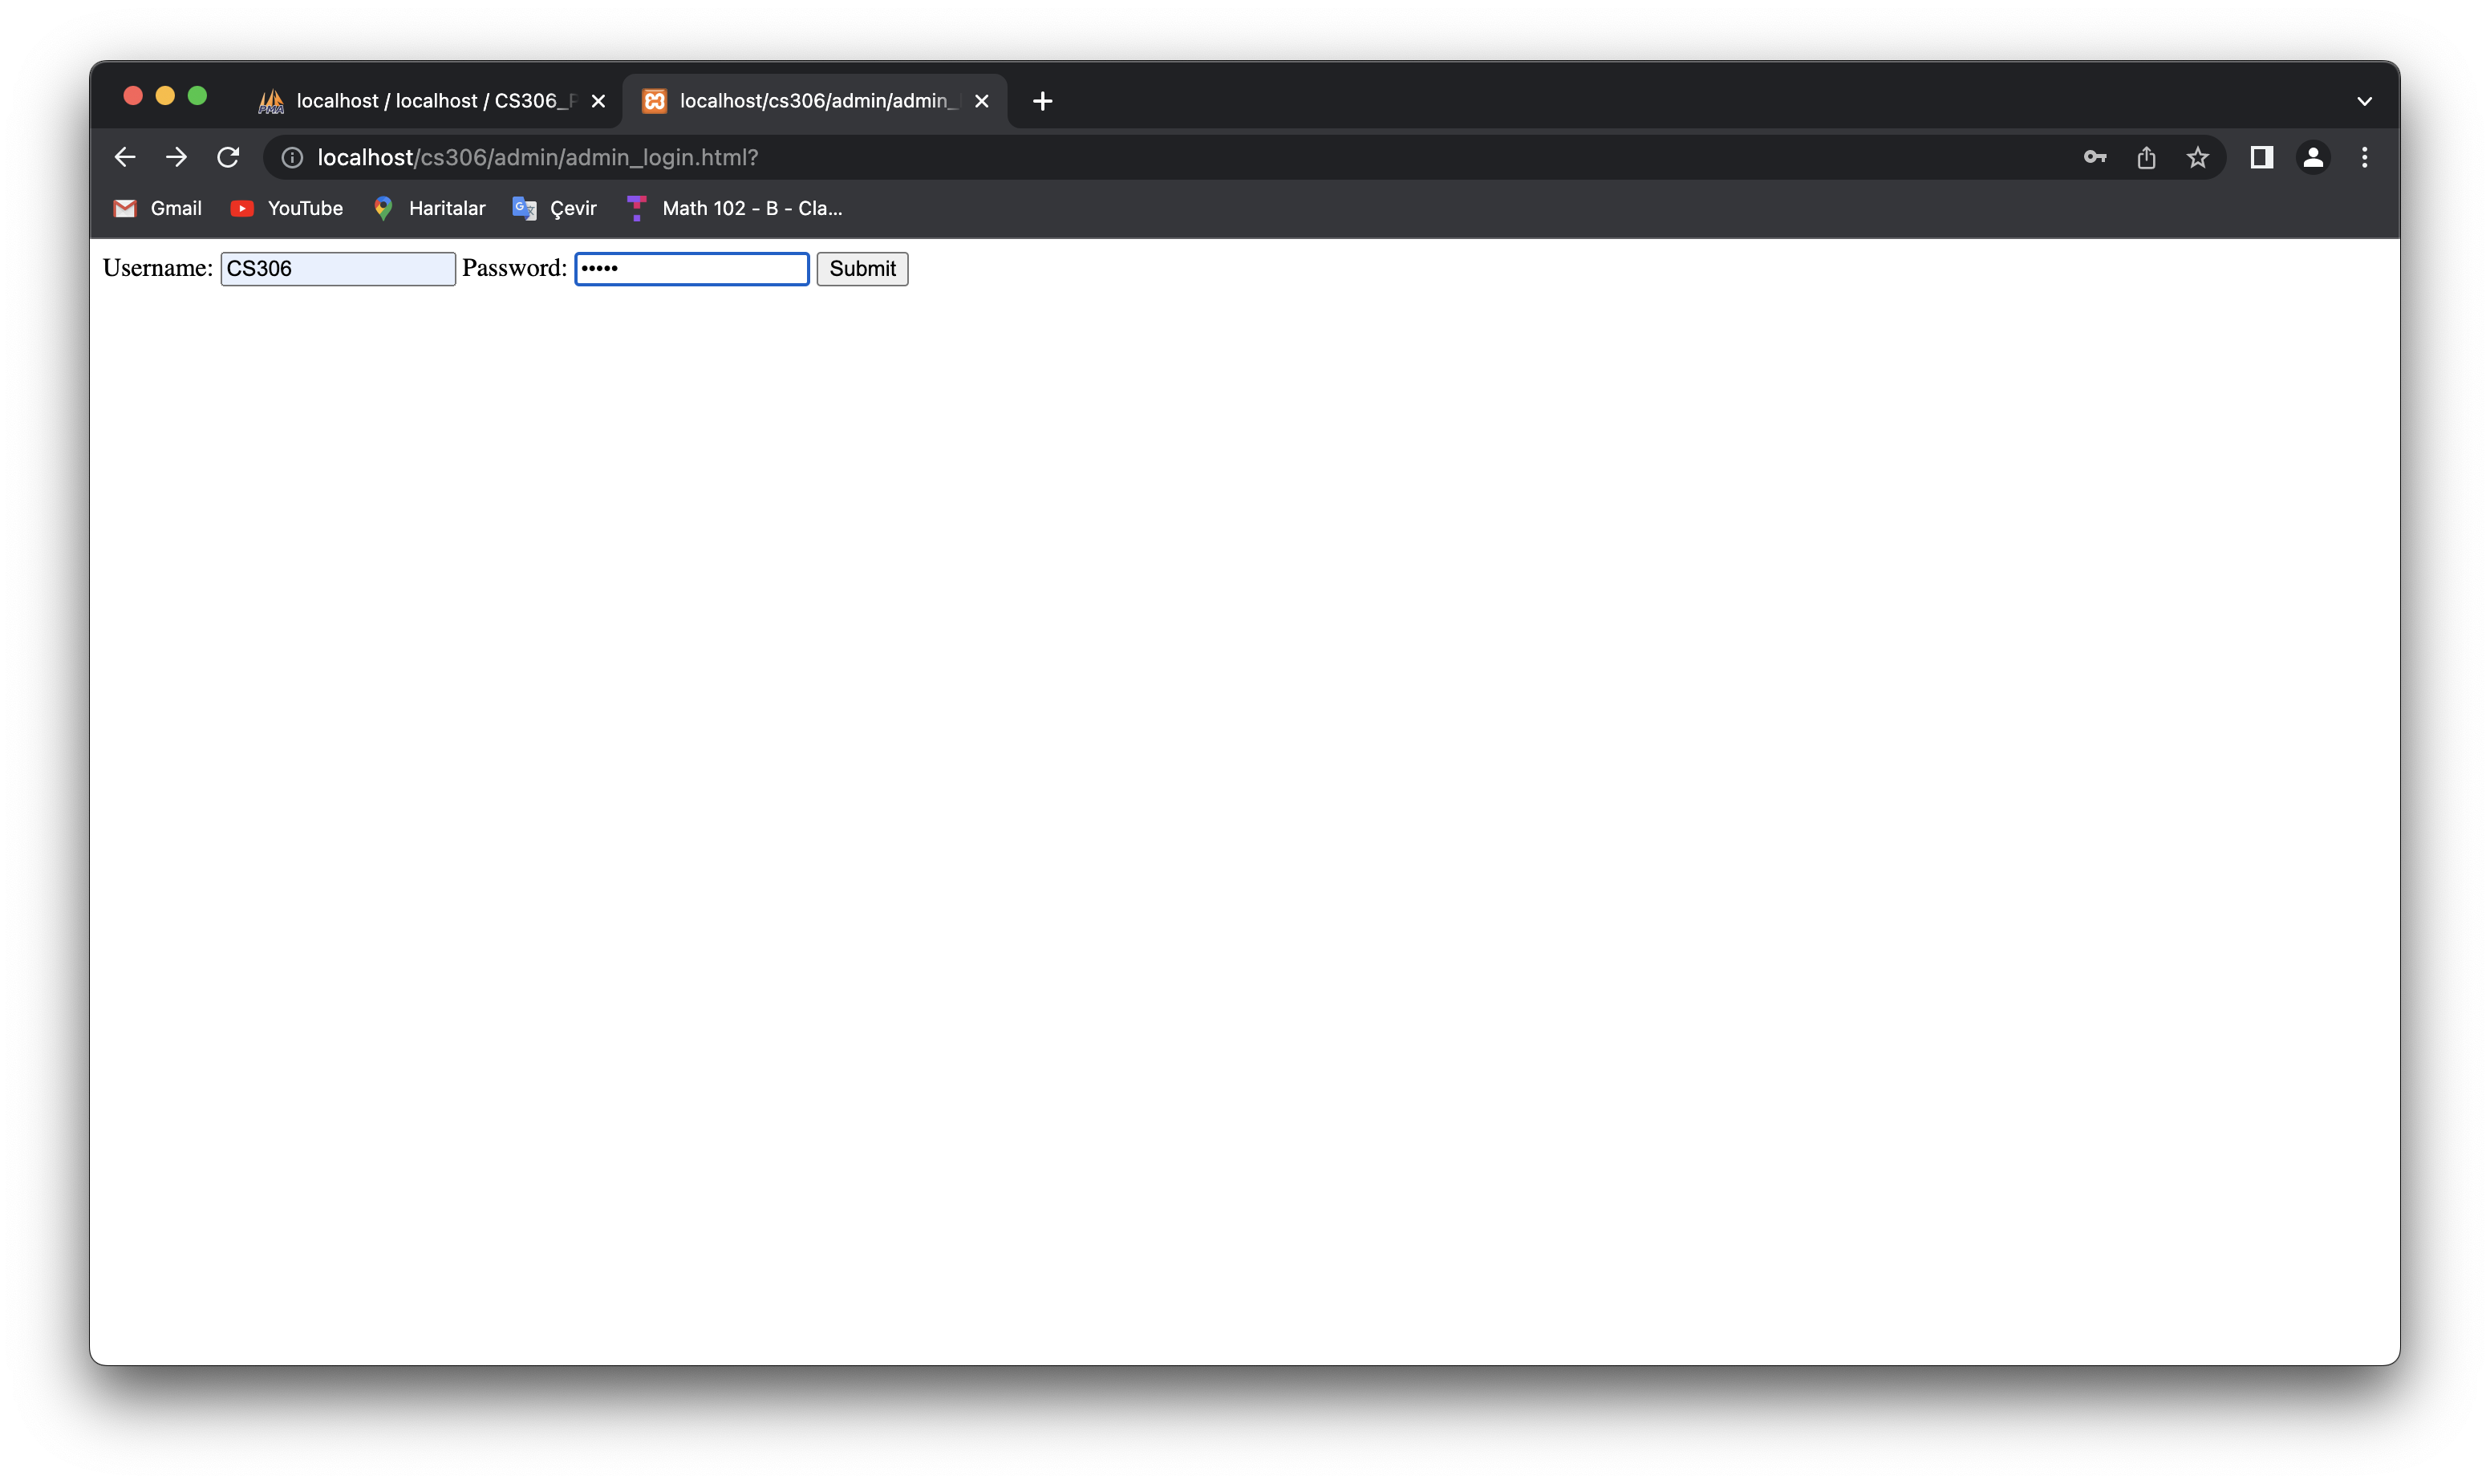 localhost / localhost / CS306_P
localhost/cs306/admin/admin_
localhost/cs306/admin/admin_login.html?
Gmail YouTube Haritalar Çevir Math 102 - B - Cla...
Username: CS306 Password: ••••• Submit